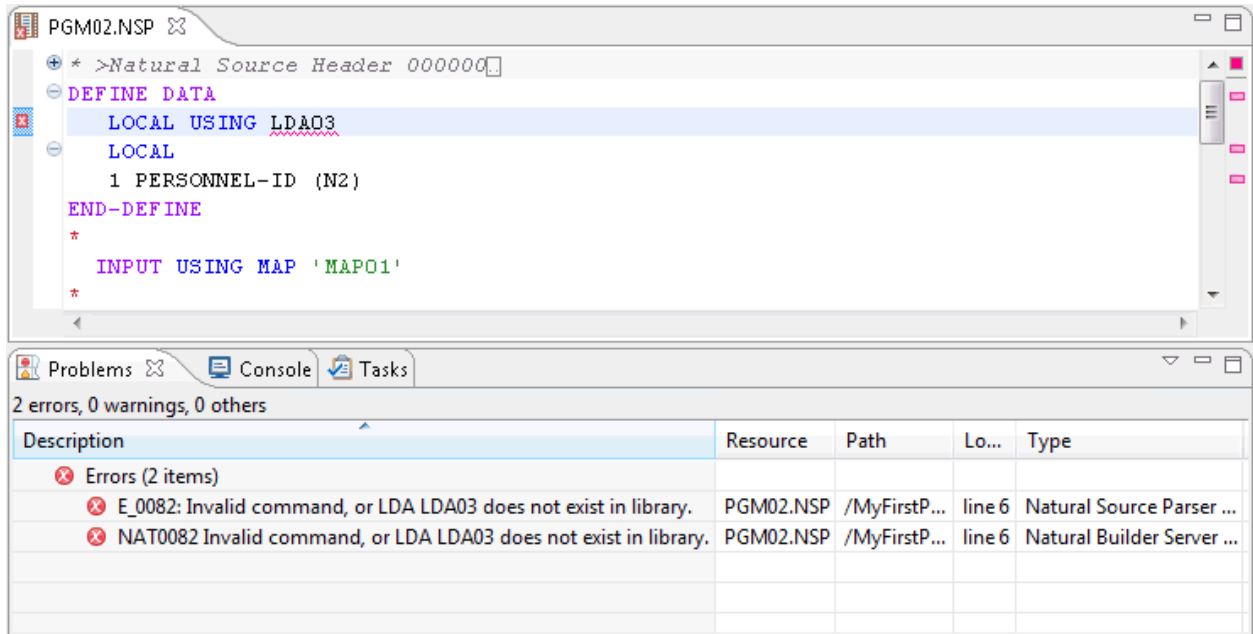 PGM02.NSP
* >Natural Source Header 000000
DEFINE DATA
LOCAL USING LDA03
LOCAL
1 PERSONNEL-ID (N2)
END-DEFINE
*
INPUT USING MAP 'MAP01'
*
Problems Console Tasks
2 errors, 0 warnings, 0 others
Description Resource Path Lo... Type
Errors (2 items)
E_0082: Invalid command, or LDA LDA03 does not exist in library. PGM02.NSP /MyFirstP... line 6 Natural Source Parser ...
NAT0082 Invalid command, or LDA LDA03 does not exist in library. PGM02.NSP /MyFirstP... line 6 Natural Builder Server ...